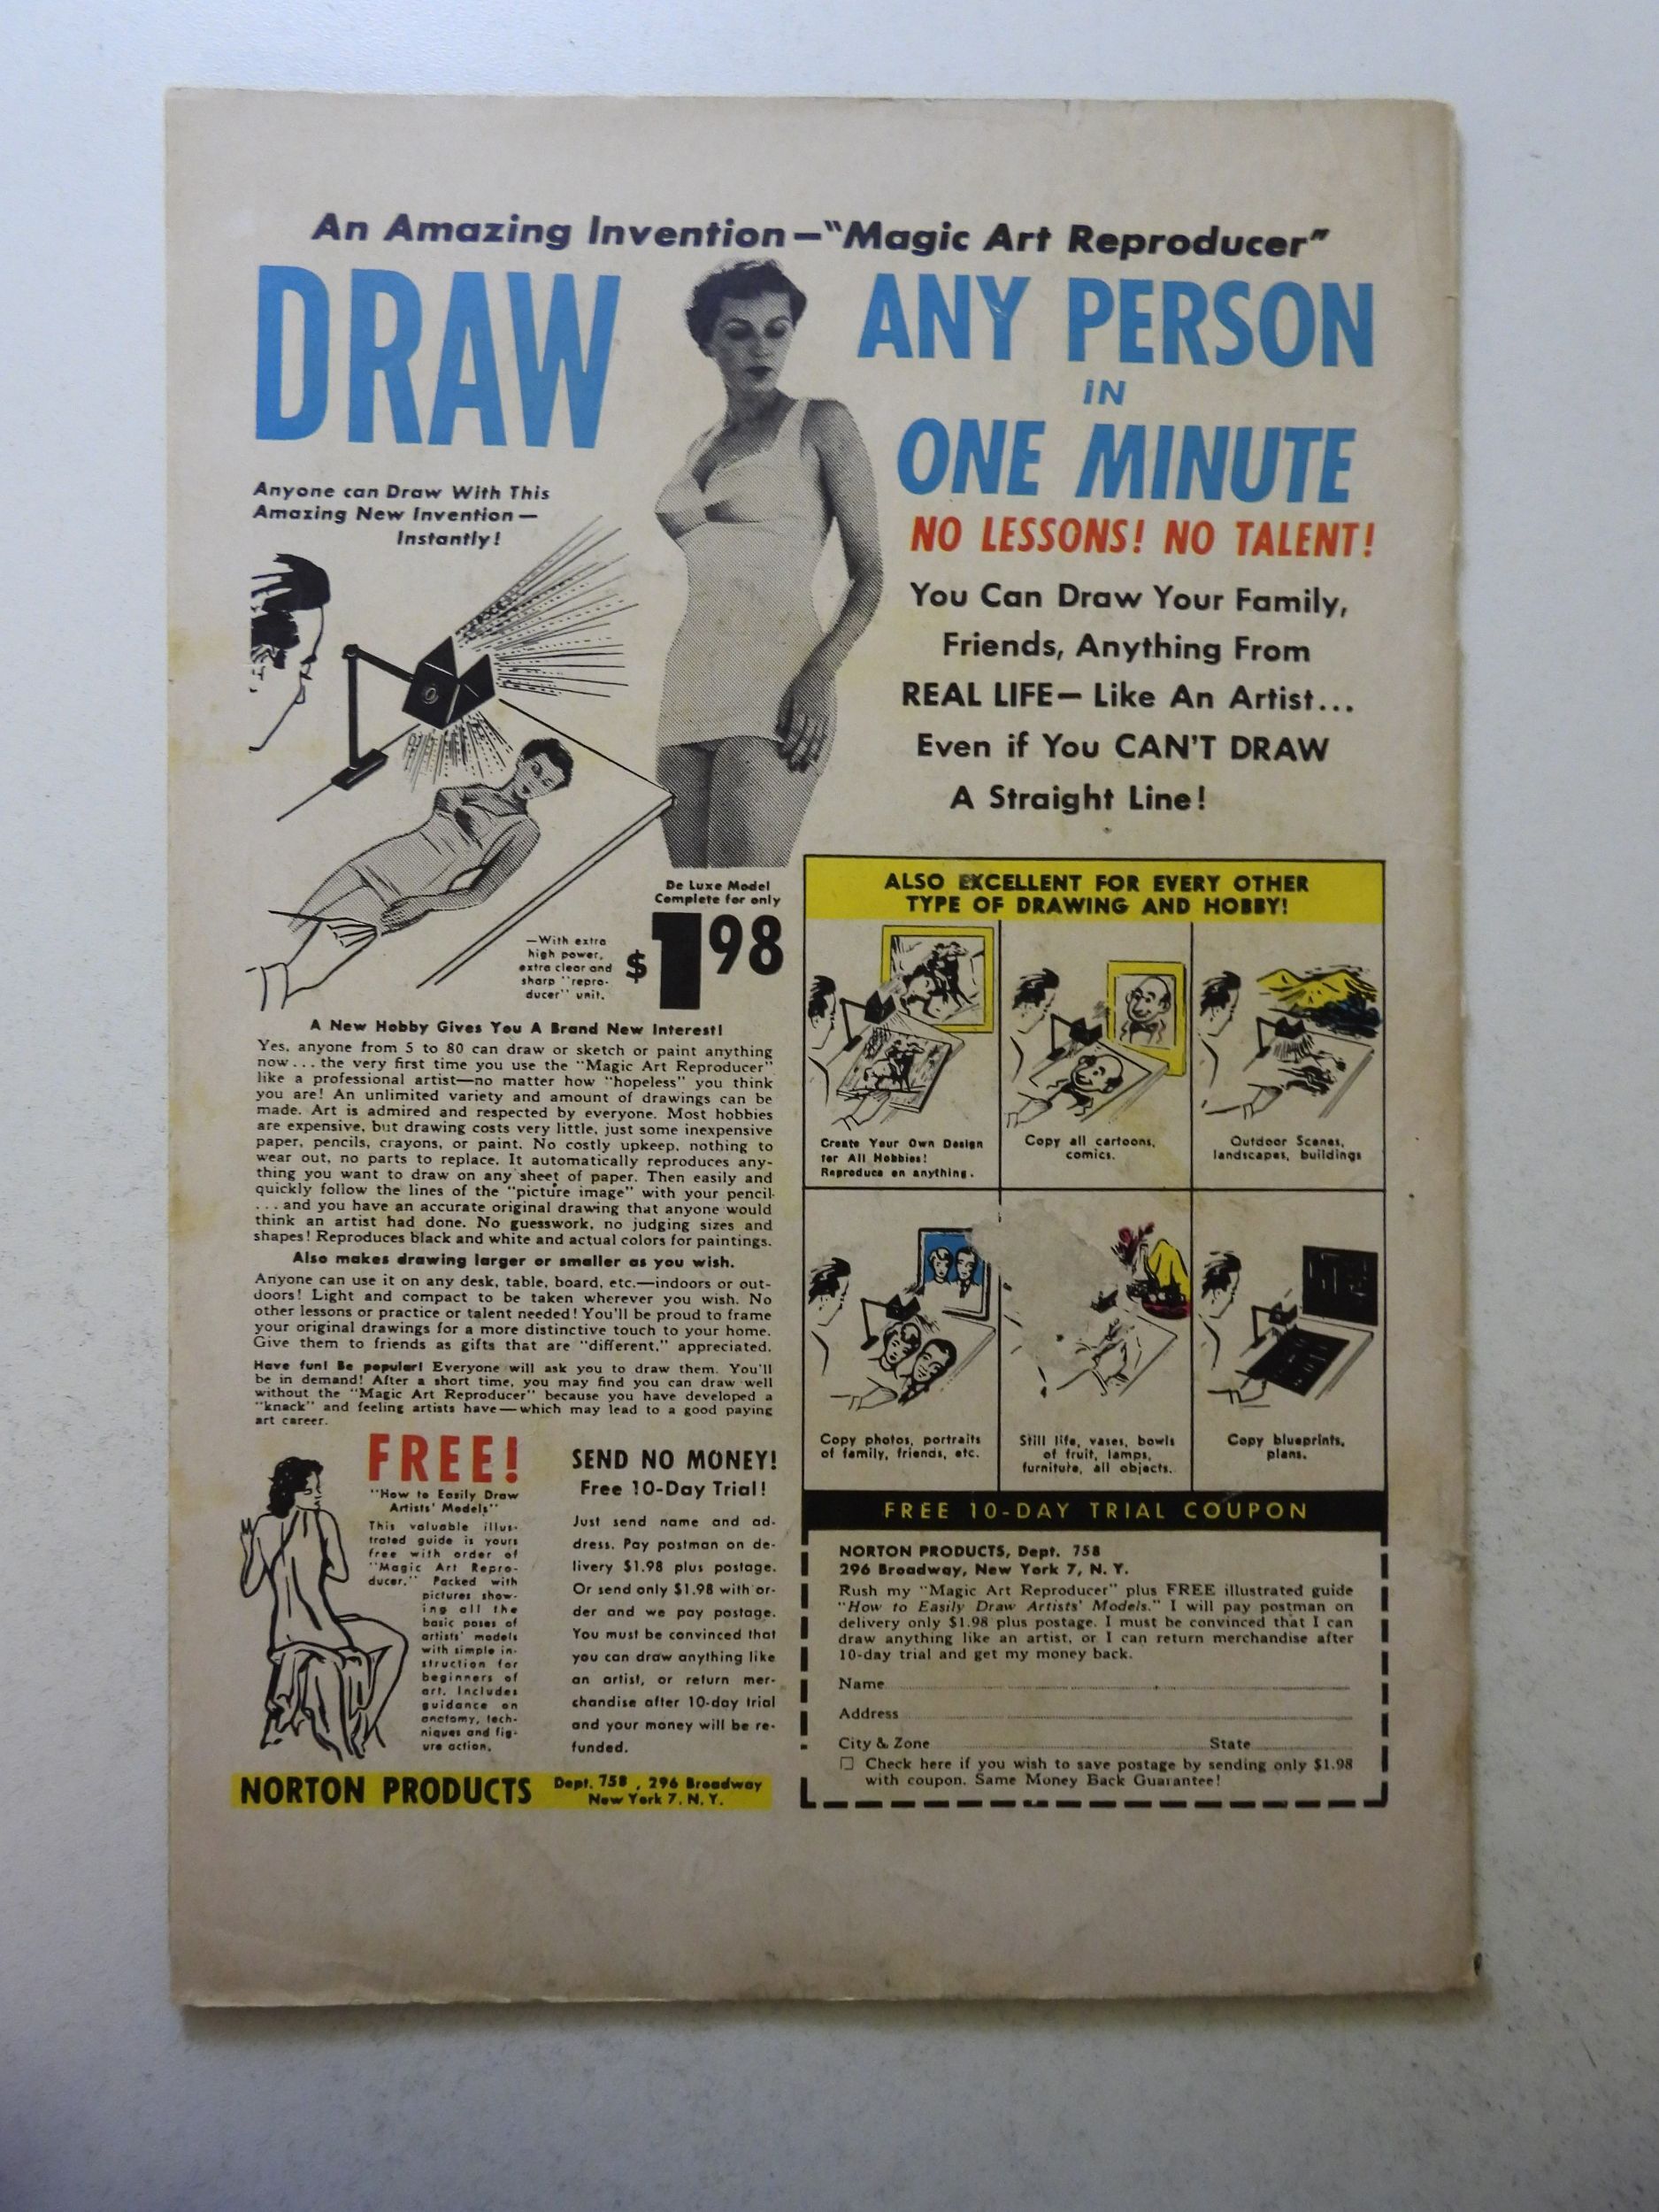 An Amazing Invention—"Magic Art Reproducer"
DRAW
ANY PERSON
IN
ONE MINUTE
NO LESSONS! NO TALENT!
You Can Draw Your Family,
Friends, Anything From
REAL LIFE— Like An Artist...
Even if You CAN'T DRAW
A Straight Line!
Anyone can Draw With This
Amazing New Invention—
Instantly!
De Luxe Model
Complete for only
$198
—With extra
high power,
extra clear and
sharp "repro-
ducer" unit.
A New Hobby Gives You A Brand New Interest!
Yes, anyone from 5 to 80 can draw or sketch or paint anything
now... the very first time you use the "Magic Art Reproducer"
like a professional artist—no matter how "hopeless" you think
you are! An unlimited variety and amount of drawings can be
made. Art is admired and respected by everyone. Most hobbies
are expensive, but drawing costs very little, just some inexpensive
paper, pencils, crayons, or paint. No costly upkeep, nothing to
wear out, no parts to replace. It automatically reproduces any-
thing you want to draw on any sheet of paper. Then easily and
quickly follow the lines of the "picture image" with your pencil
...and you have an accurate original drawing that anyone would
think an artist had done. No guesswork, no judging sizes and
shapes! Reproduces black and white and actual colors for paintings.
Also makes drawing larger or smaller as you wish.
Anyone can use it on any desk, table, board, etc.—indoors or out-
doors! Light and compact to be taken wherever you wish. No
other lessons or practice or talent needed! You'll be proud to frame
your original drawings for a more distinctive touch to your home.
Give them to friends as gifts that are "different," appreciated.
Have fun! Be popular! Everyone will ask you to draw them. You'll
be in demand! After a short time, you may find you can draw well
without the "Magic Art Reproducer" because you have developed a
"knack" and feeling artists have—which may lead to a good paying
art career.
FREE!
"How to Easily Draw
Artists' Models"
This valuable illus-
trated guide is yours
free with order of
"Magic Art Repro-
ducer." Packed with
pictures show-
ing all the
basic poses of
artists' models
with simple in-
struction for
beginners of
art. Includes
guidance on
anatomy, tech-
niques and fig-
ure action.
SEND NO MONEY!
Free 10-Day Trial!
Just send name and ad-
dress. Pay postman on de-
livery $1.98 plus postage.
Or send only $1.98 with or-
der and we pay postage.
You must be convinced that
you can draw anything like
an artist, or return mer-
chandise after 10-day trial
and your money will be re-
funded.
NORTON PRODUCTS
Dept. 758, 296 Broadway
New York 7, N. Y.
ALSO EXCELLENT FOR EVERY OTHER
TYPE OF DRAWING AND HOBBY!
Create Your Own Design
for All Hobbies!
Reproduce on anything.
Copy all cartoons,
comics.
Outdoor Scenes,
landscapes, buildings
Copy photos, portraits
of family, friends, etc.
Still life, vases, bowls
of fruit, lamps,
furniture, all objects.
Copy blueprints,
plans.
FREE 10-DAY TRIAL COUPON
NORTON PRODUCTS, Dept. 758
296 Broadway, New York 7, N. Y.
Rush my "Magic Art Reproducer" plus FREE illustrated guide
"How to Easily Draw Artists' Models." I will pay postman on
delivery only $1.98 plus postage. I must be convinced that I can
draw anything like an artist, or I can return merchandise after
10-day trial and get my money back.
Name
Address
City & Zone State
Check here if you wish to save postage by sending only $1.98
with coupon. Same Money Back Guarantee!